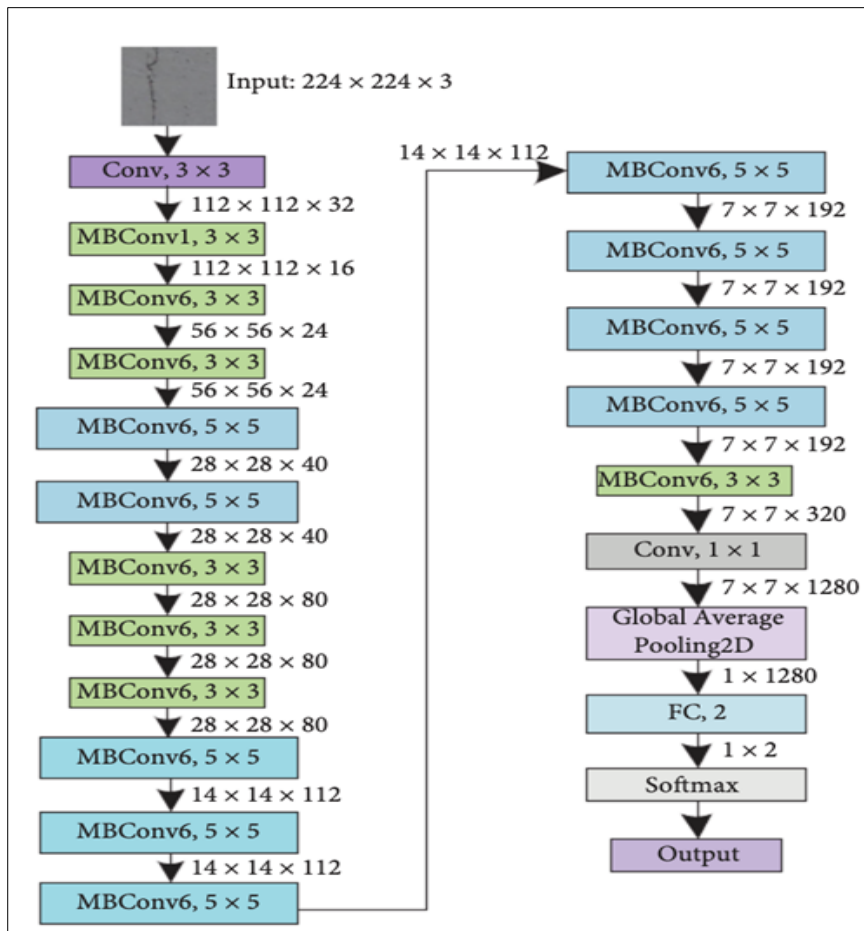 Input: 224 × 224 × 3
Conv, 3 × 3
112 × 112 × 32
MBConv1, 3 × 3
112 × 112 × 16
MBConv6, 3 × 3
56 × 56 × 24
MBConv6, 3 × 3
56 × 56 × 24
MBConv6, 5 × 5
28 × 28 × 40
MBConv6, 5 × 5
28 × 28 × 40
MBConv6, 3 × 3
28 × 28 × 80
MBConv6, 3 × 3
28 × 28 × 80
MBConv6, 3 × 3
28 × 28 × 80
MBConv6, 5 × 5
14 × 14 × 112
MBConv6, 5 × 5
14 × 14 × 112
MBConv6, 5 × 5
14 × 14 × 112
MBConv6, 5 × 5
7 × 7 × 192
MBConv6, 5 × 5
7 × 7 × 192
MBConv6, 5 × 5
7 × 7 × 192
MBConv6, 5 × 5
7 × 7 × 192
MBConv6, 3 × 3
7 × 7 × 320
Conv, 1 × 1
7 × 7 × 1280
Global Average
Pooling2D
1 × 1280
FC, 2
1 × 2
Softmax
Output